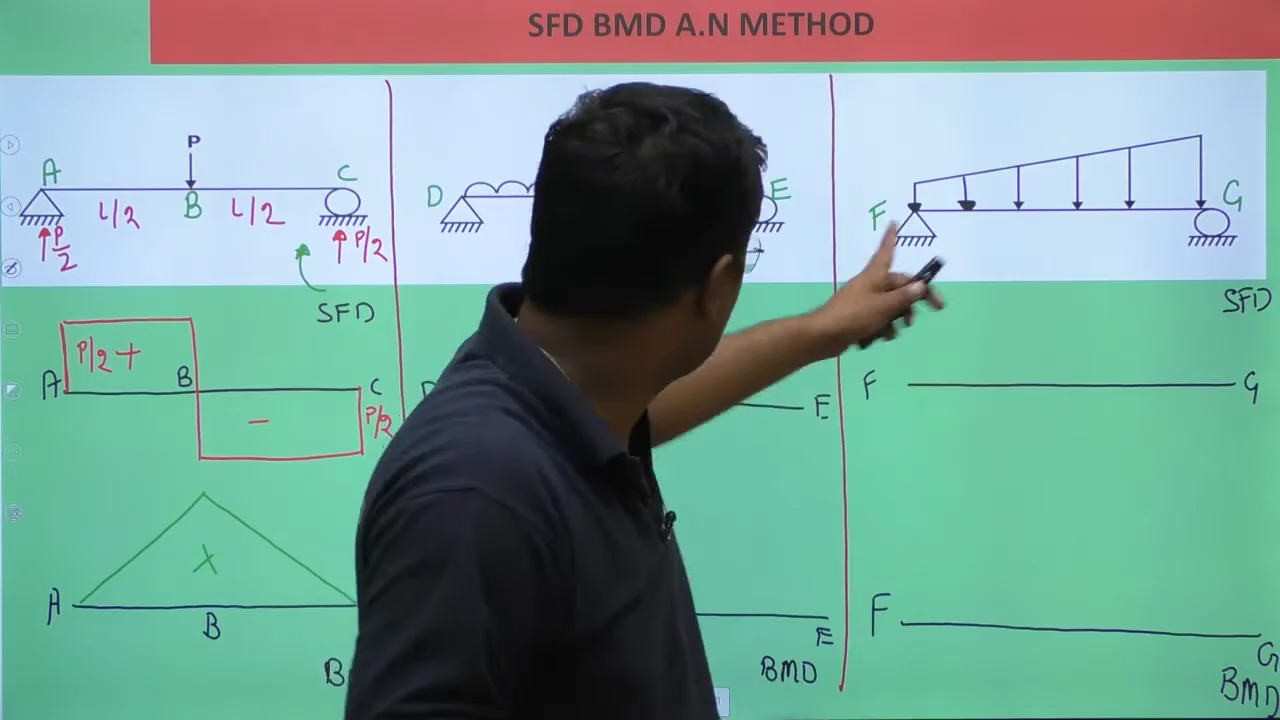 SFD BMD A.N METHOD
P
A
B
C
L/2
L/2
P/2
P/2
SFD
A
P/2 +
B
C
-
P/2
A
X
B
B
D
E
E
E
BMD
F
G
SFD
F
G
F
G
BMD